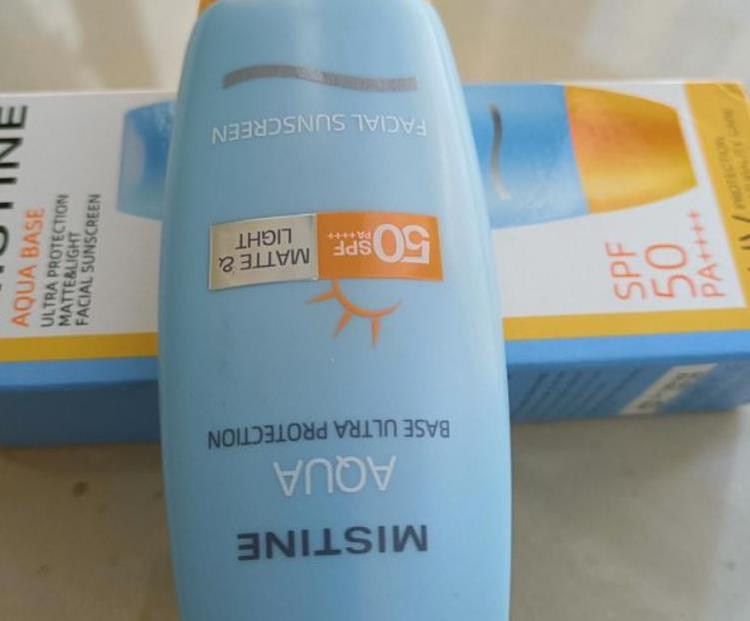 MISTINE
AQUA
BASE ULTRA PROTECTION
50 SPF
PA++++
MATTE &
LIGHT
FACIAL SUNSCREEN
AQUA BASE
ULTRA PROTECTION
MATTE&LIGHT
FACIAL SUNSCREEN
SPF
50
PA++++
PROTECTION